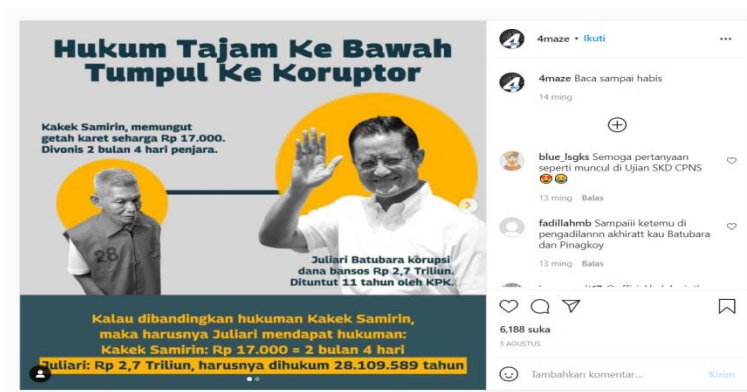 Hukum Tajam Ke Bawah
Tumpul Ke Koruptor
Kakek Samirin, memungut
getah karet seharga Rp 17.000.
Divonis 2 bulan 4 hari penjara.
28
Juliari Batubara korupsi
dana bansos Rp 2,7 Triliun.
Dituntut 11 tahun oleh KPK.
Kalau dibandingkan hukuman Kakek Samirin,
maka harusnya Juliari mendapat hukuman:
Kakek Samirin: Rp 17.000 = 2 bulan 4 hari
Juliari: Rp 2,7 Triliun, harusnya dihukum 28.109.589 tahun
4maze • Ikuti
4maze Baca sampai habis
14 ming
blue_lsgks Semoga pertanyaan
seperti muncul di Ujian SKD CPNS
13 ming Balas
fadillahmb Sampaiii ketemu di
pengadilannn akhiratt kau Batubara
dan Pinagkoy
13 ming Balas
6,188 suka
5 AGUSTUS
Tambahkan komentar...
Kirim